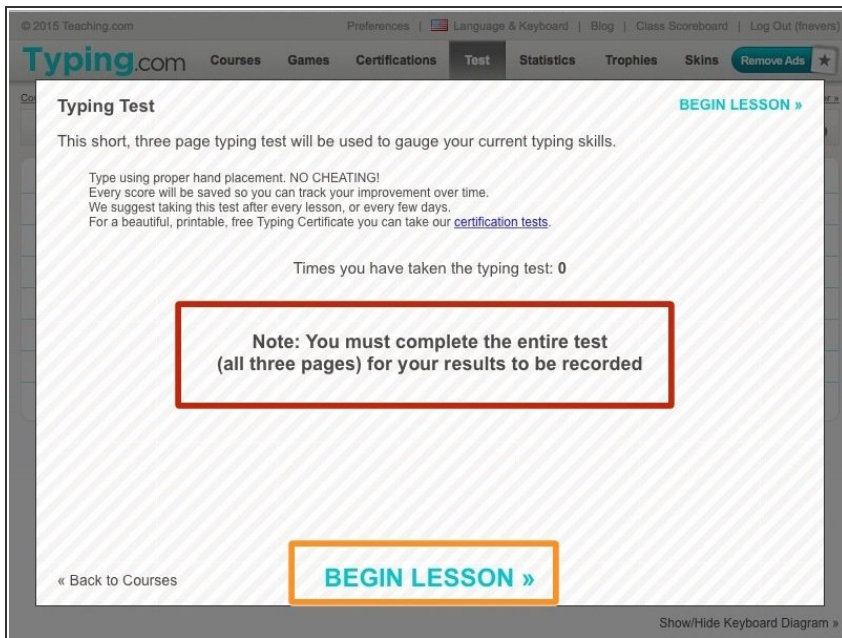 © 2015 Teaching.com Preferences | Language & Keyboard | Blog | Class Scoreboard | Log Out (fnevers)
Typing.com Courses Games Certifications Test Statistics Trophies Skins Remove Ads
Typing Test BEGIN LESSON »
This short, three page typing test will be used to gauge your current typing skills.
Type using proper hand placement. NO CHEATING!
Every score will be saved so you can track your improvement over time.
We suggest taking this test after every lesson, or every few days.
For a beautiful, printable, free Typing Certificate you can take our certification tests.
Times you have taken the typing test: 0
Note: You must complete the entire test
(all three pages) for your results to be recorded
« Back to Courses BEGIN LESSON »
Show/Hide Keyboard Diagram »